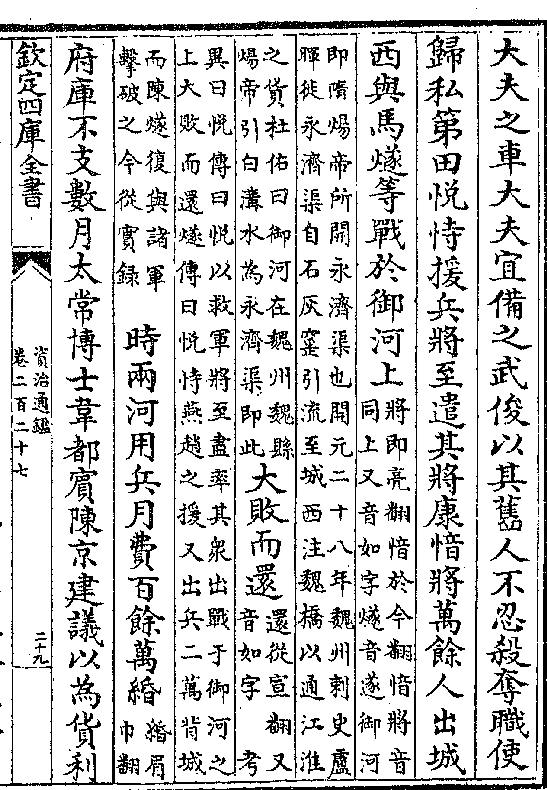 大夫之車大夫宜備之武俊以其舊人不忍殺奪職使
歸私第田悅恃援兵將至遣其將康愔將萬餘人出城
西與馬燧等戰於御河上將即亮翻愔於今翻愔將音
同上又音如字燧音遂御河
即隋煬帝所開永濟渠也開元二十八年魏州刺史盧
暉徙永濟渠自石灰窠引流至城西注魏橋以通江淮
之貨杜佑曰御河在魏州魏縣
煬帝引白溝水為永濟渠即此大敗而還還從宣翻又
音如字 考
異曰悅傳曰悅以救軍將至盡率其衆出戰于御河之
上大敗而還燧傳曰悅恃燕趙之援又出兵二萬背城
而陳燧復與諸軍
擊破之今從實錄時兩河用兵月費百餘萬緡緡眉
巾翻
府庫不支數月太常博士韋都賓陳京建議以為貨利
欽定四庫全書
資治通鑑
卷二百二十七
二十九